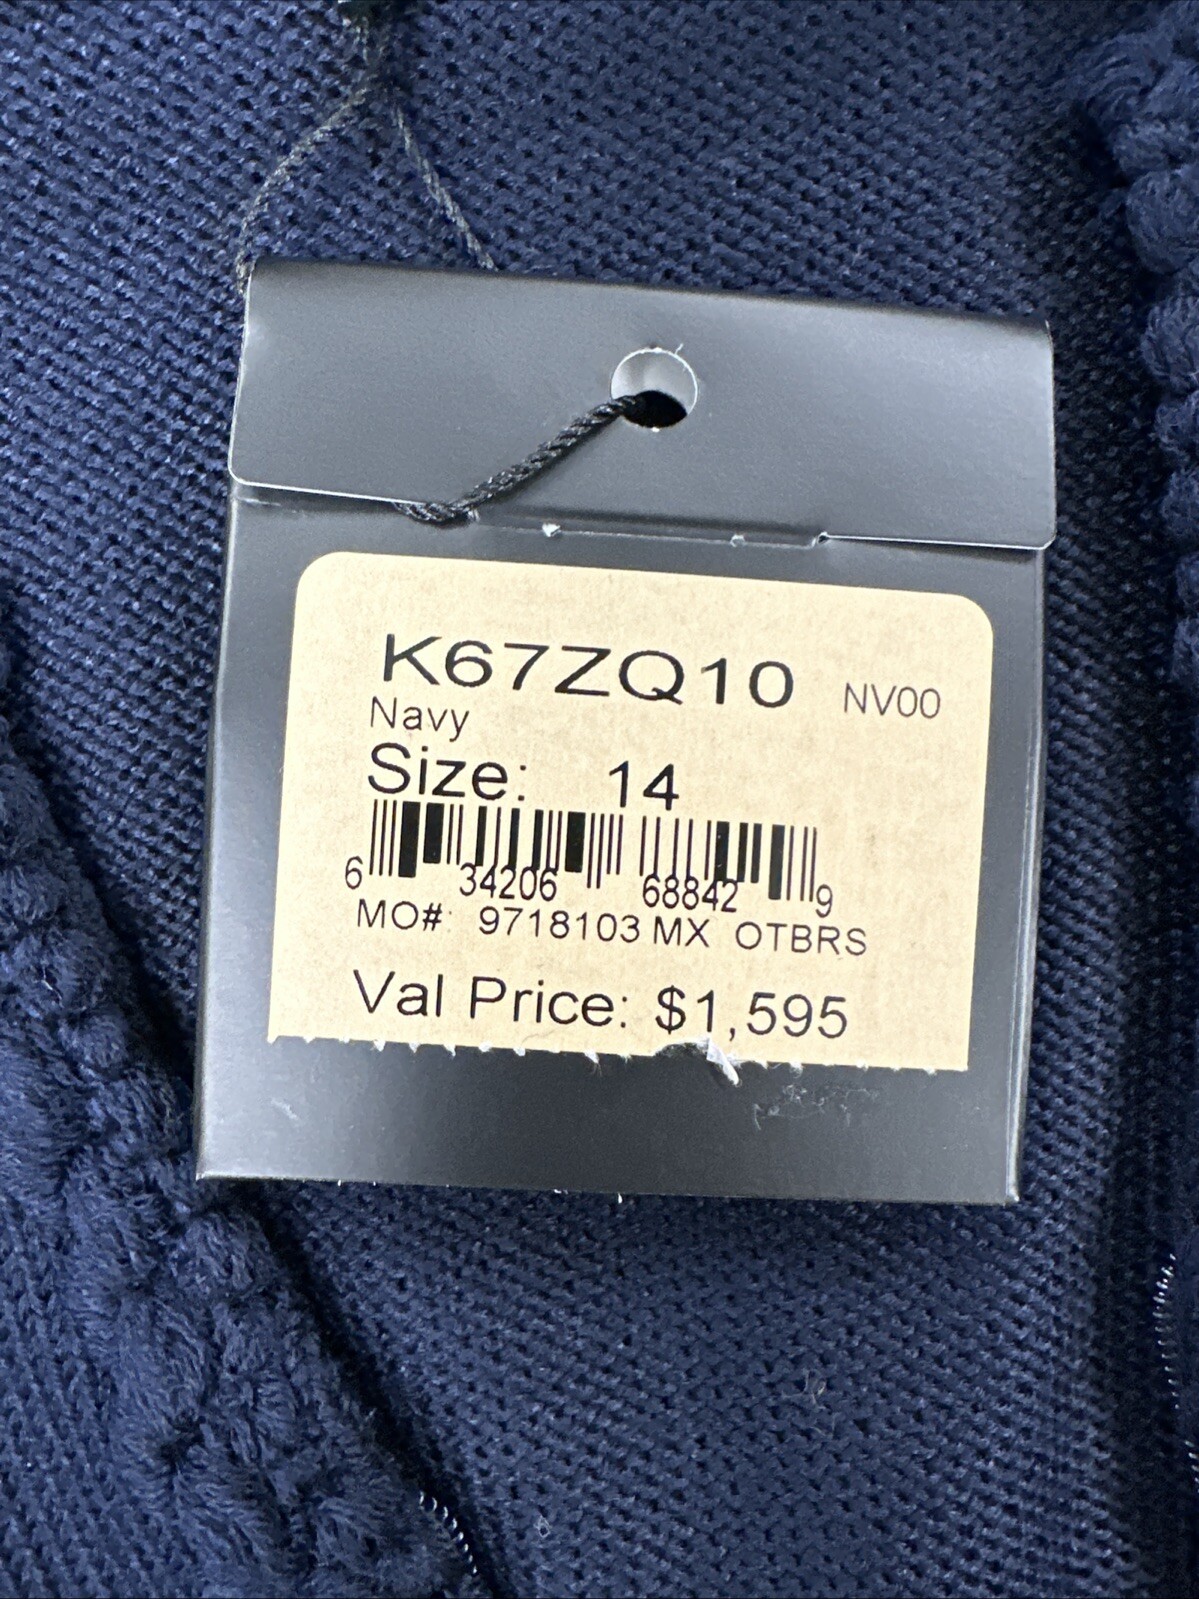 K67ZQ10 NV00
Navy
Size: 14
6 34206 68842 9
MO#: 9718103 MX OTBRS
Val Price: $1,595